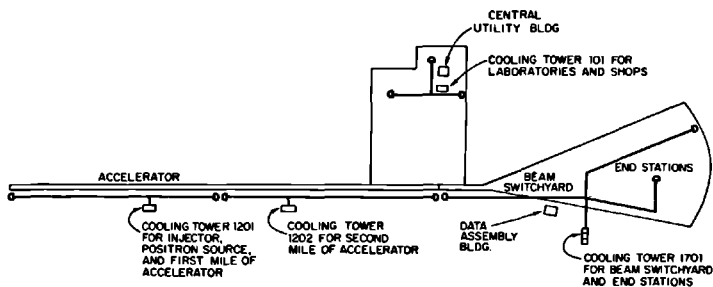 CENTRAL
UTILITY BLDG
COOLING TOWER 101 FOR
LABORATORIES AND SHOPS
ACCELERATOR
BEAM
SWITCHYARD
END STATIONS
COOLING TOWER 1201
FOR INJECTOR,
POSITRON SOURCE,
AND FIRST MILE OF
ACCELERATOR
COOLING TOWER
1202 FOR SECOND
MILE OF ACCELERATOR
DATA
ASSEMBLY
BLDG.
COOLING TOWER 1701
FOR BEAM SWITCHYARD
AND END STATIONS